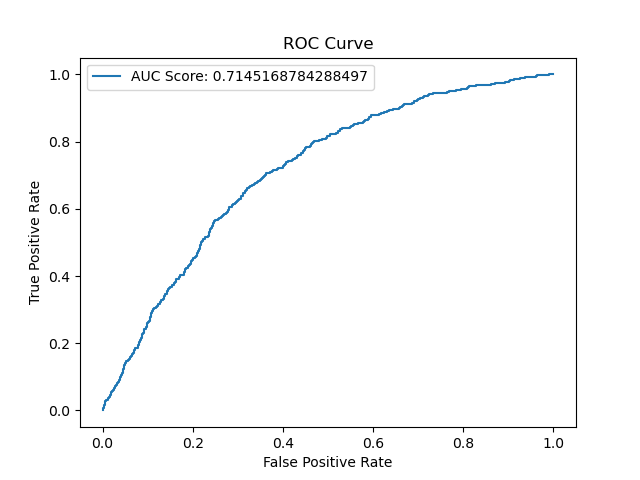 ROC Curve
AUC Score: 0.7145168784288497
1.0
0.8
0.6
0.4
0.2
0.0
True Positive Rate
0.0 0.2 0.4 0.6 0.8 1.0
False Positive Rate